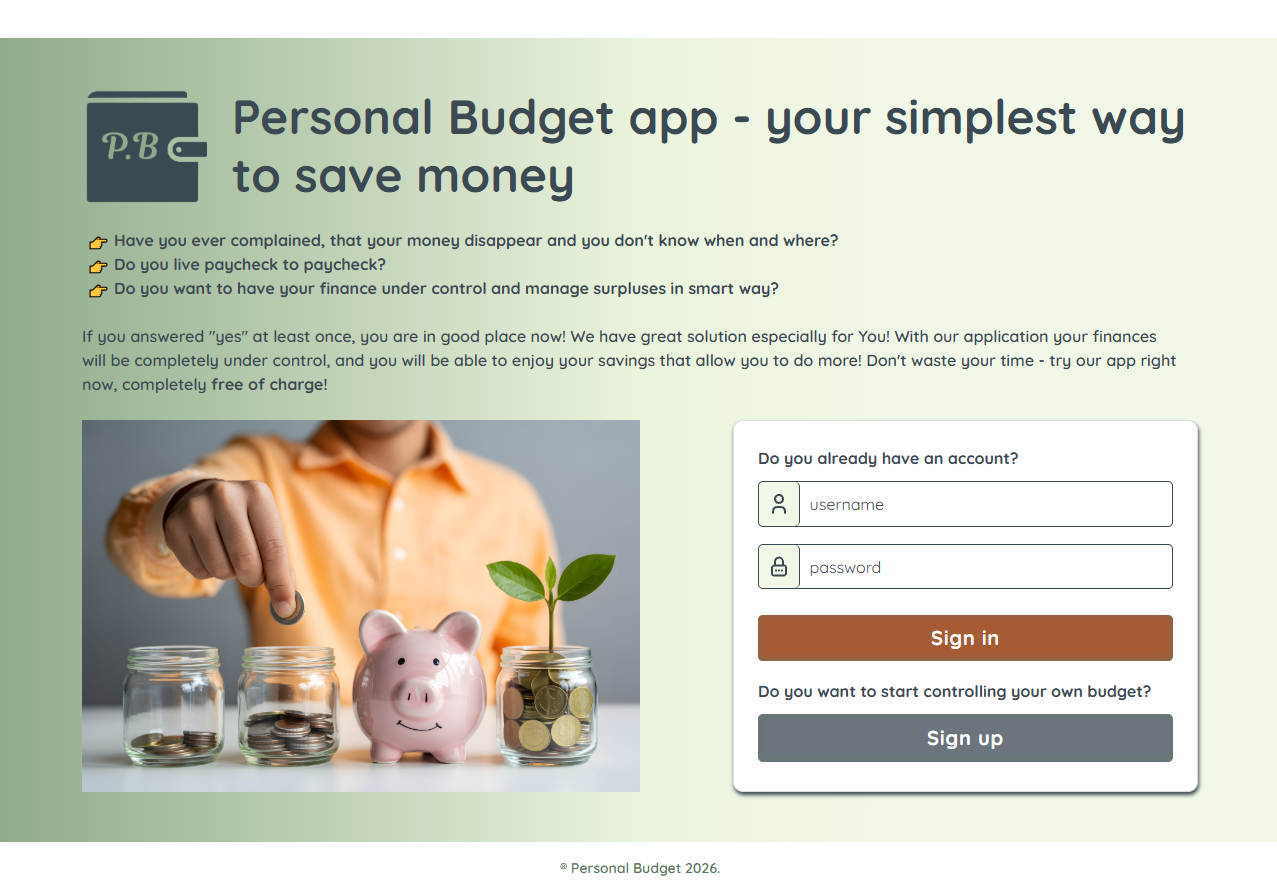 P.B
Personal Budget app - your simplest way
to save money
👉 Have you ever complained, that your money disappear and you don't know when and where?
👉 Do you live paycheck to paycheck?
👉 Do you want to have your finance under control and manage surpluses in smart way?
If you answered "yes" at least once, you are in good place now! We have great solution especially for You! With our application your finances
will be completely under control, and you will be able to enjoy your savings that allow you to do more! Don't waste your time - try our app right
now, completely free of charge!
Do you already have an account?
username
password
Sign in
Do you want to start controlling your own budget?
Sign up
® Personal Budget 2026.